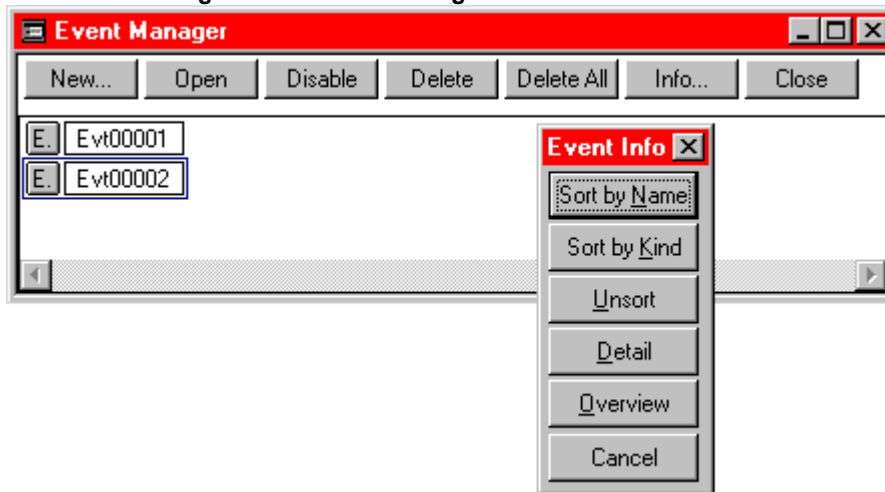 Event Manager
New... Open Disable Delete Delete All Info... Close
E. Evt00001
E. Evt00002
Event Info
Sort by Name
Sort by Kind
Unsort
Detail
Overview
Cancel